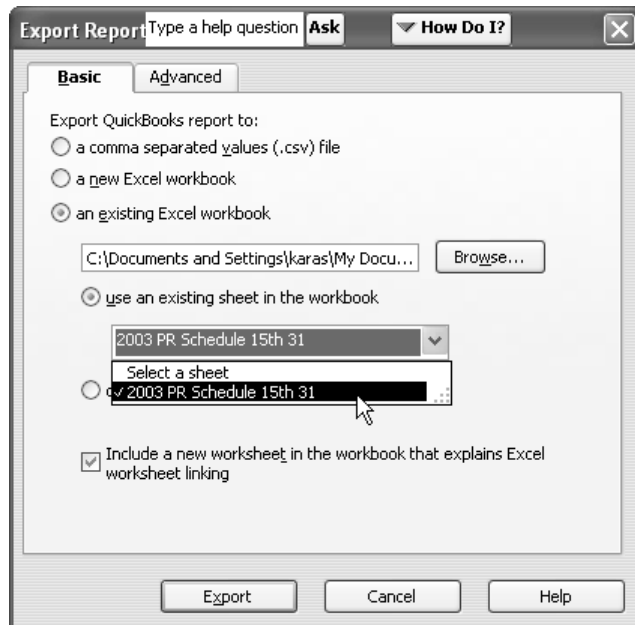 Export Report Type a help question Ask How Do I?
Basic Advanced
Export QuickBooks report to:
a comma separated values (.csv) file
a new Excel workbook
an existing Excel workbook
C:\Documents and Settings\karas\My Docu... Browse...
use an existing sheet in the workbook
2003 PR Schedule 15th 31
Select a sheet
2003 PR Schedule 15th 31
Include a new worksheet in the workbook that explains Excel
worksheet linking
Export Cancel Help